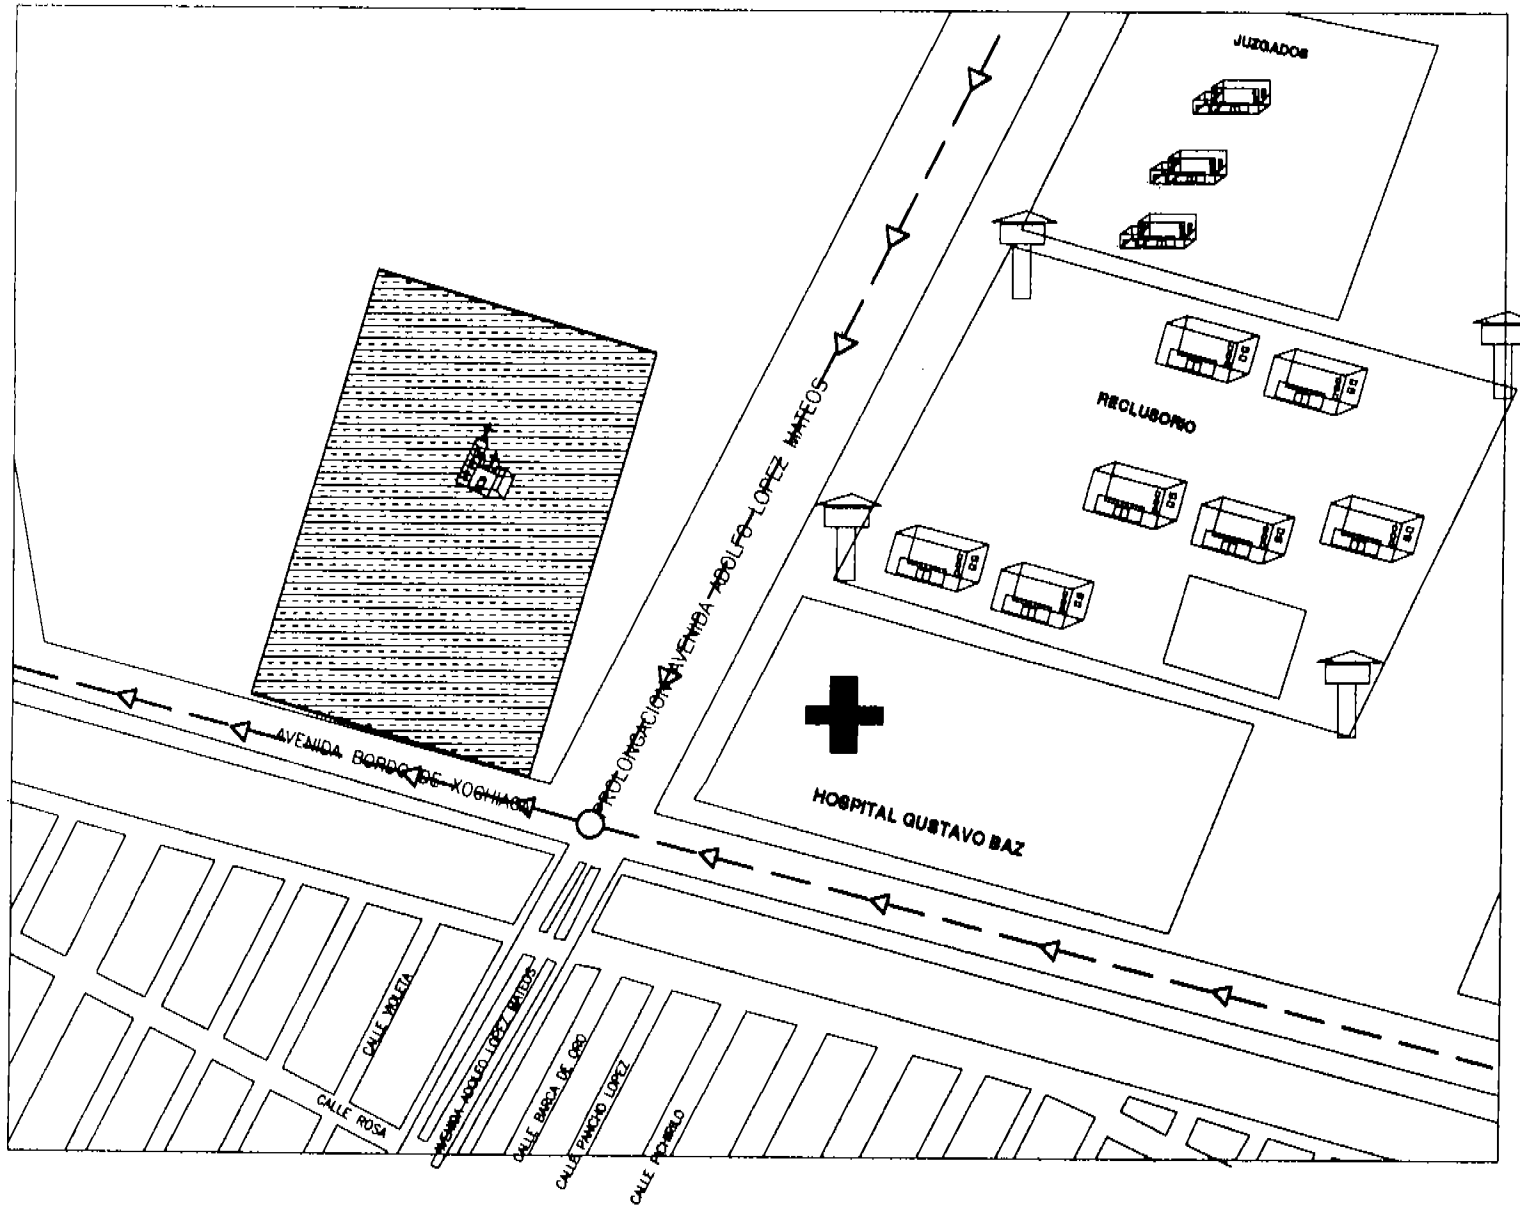 JUZGADOS
RECLUSORIO
PROLONGACION AVENIDA ADOLFO LOPEZ MATEOS
AVENIDA BORDO DE XOCHIACA
HOSPITAL GUSTAVO BAZ
CALLE VIOLETA
CALLE ROSA
AVENIDA ADOLFO LOPEZ MATEOS
CALLE BARCA DE ORO
CALLE PANCHO LOPEZ
CALLE PICHIRILO